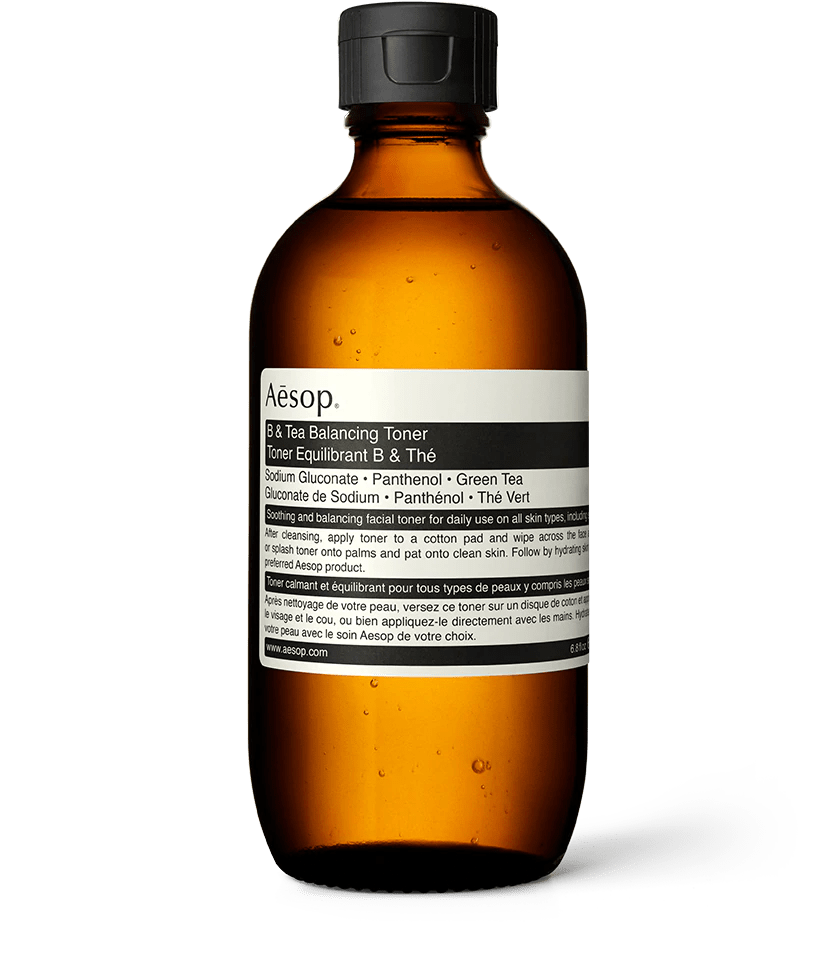 Aēsop®
B & Tea Balancing Toner
Toner Equilibrant B & Thé
Sodium Gluconate • Panthenol • Green Tea
Gluconate de Sodium • Panthénol • Thé Vert
Soothing and balancing facial toner for daily use on all skin types, including
After cleansing, apply toner to a cotton pad and wipe across the face
or splash toner onto palms and pat onto clean skin. Follow by hydrating
preferred Aesop product.
Toner calmant et équilibrant pour tous types de peaux y compris les peaux
Après nettoyage de votre peau, versez ce toner sur un disque de coton et
le visage et le cou, ou bien appliquez-le directement avec les mains.
votre peau avec le soin Aesop de votre choix.
www.aesop.com 6.8 fl oz